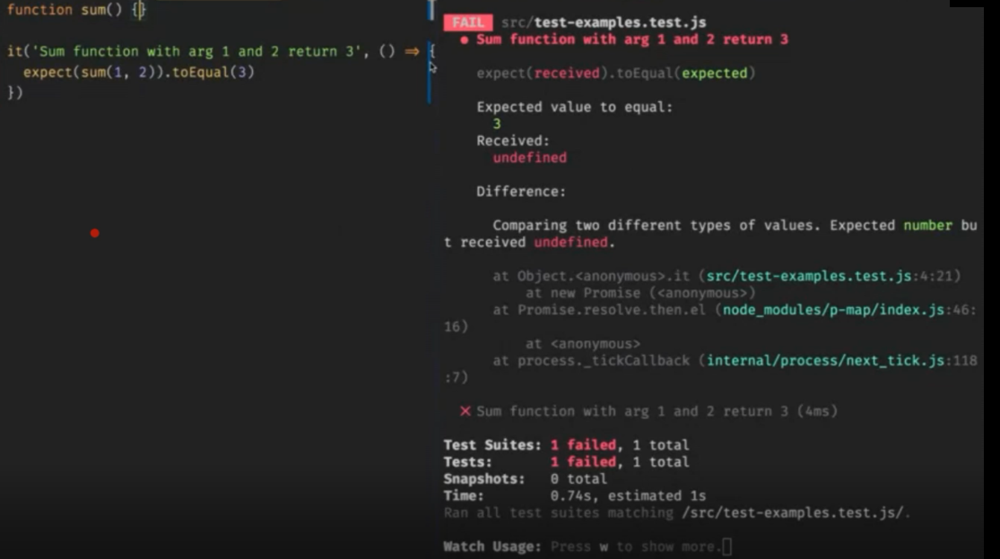 function sum() {}
it('Sum function with arg 1 and 2 return 3', () ⇒ {
expect(sum(1, 2)).toEqual(3)
})
FAIL src/test-examples.test.js
● Sum function with arg 1 and 2 return 3
expect(received).toEqual(expected)
Expected value to equal:
3
Received:
undefined
Difference:
Comparing two different types of values. Expected number bu
t received undefined.
at Object.<anonymous>.it (src/test-examples.test.js:4:21)
at new Promise (<anonymous>)
at Promise.resolve.then.el (node_modules/p-map/index.js:46:
16)
at <anonymous>
at process._tickCallback (internal/process/next_tick.js:118
:7)
✕ Sum function with arg 1 and 2 return 3 (4ms)
Test Suites: 1 failed, 1 total
Tests: 1 failed, 1 total
Snapshots: 0 total
Time: 0.74s, estimated 1s
Ran all test suites matching /src/test-examples.test.js/.
Watch Usage: Press w to show more.